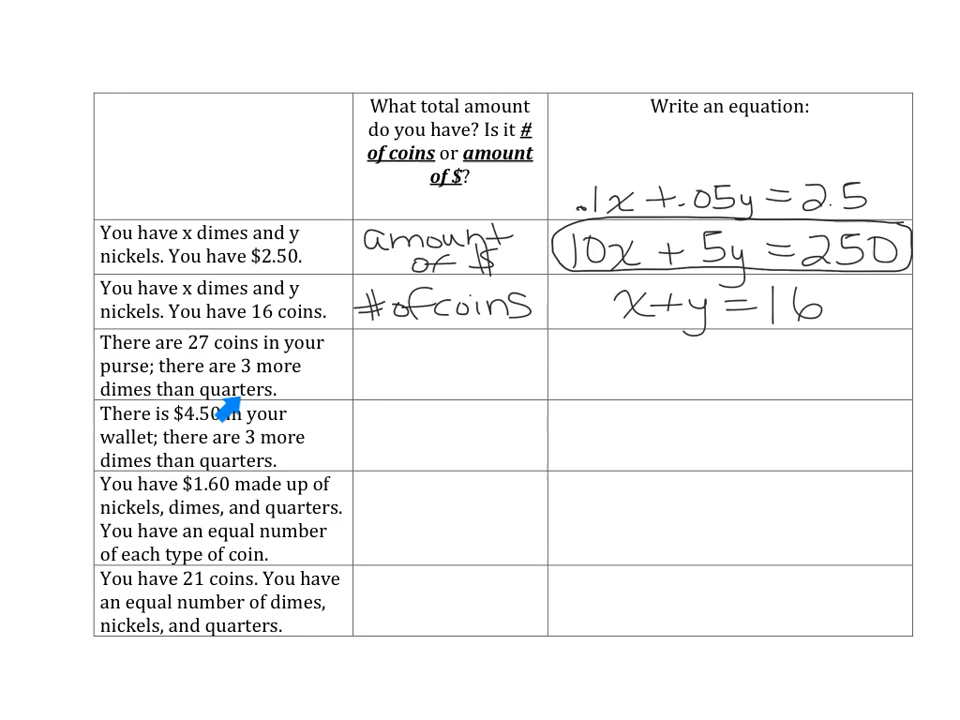 What total amount
do you have? Is it #
of coins or amount
of $?
Write an equation:
.1x + .05y = 2.5
You have x dimes and y
nickels. You have $2.50.
amount
of $
10x + 5y = 250
You have x dimes and y
nickels. You have 16 coins.
# of coins
x + y = 16
There are 27 coins in your
purse; there are 3 more
dimes than quarters.
There is $4.50 in your
wallet; there are 3 more
dimes than quarters.
You have $1.60 made up of
nickels, dimes, and quarters.
You have an equal number
of each type of coin.
You have 21 coins. You have
an equal number of dimes,
nickels, and quarters.